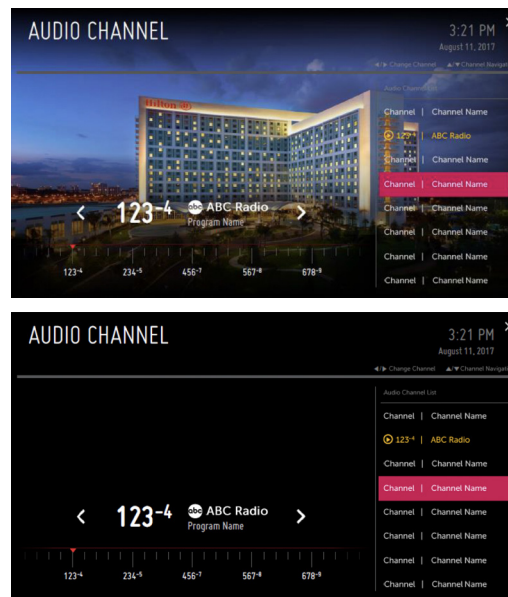 AUDIO CHANNEL
3:21 PM
August 11, 2017
◀/▶ Change Channel ▲/▼ Channel Navigat
Audio Channel List
Channel | Channel Name
123-4 | ABC Radio
Channel | Channel Name
Channel | Channel Name
Channel | Channel Name
Channel | Channel Name
Channel | Channel Name
Channel | Channel Name
Hilton
123-4
abc ABC Radio
Program Name
123-4 234-5 456-7 567-8 678-9
AUDIO CHANNEL
3:21 PM
August 11, 2017
◀/▶ Change Channel ▲/▼ Channel Navigat
Audio Channel List
Channel | Channel Name
123-4 | ABC Radio
Channel | Channel Name
Channel | Channel Name
Channel | Channel Name
Channel | Channel Name
Channel | Channel Name
Channel | Channel Name
123-4
abc ABC Radio
Program Name
123-4 234-5 456-7 567-8 678-9